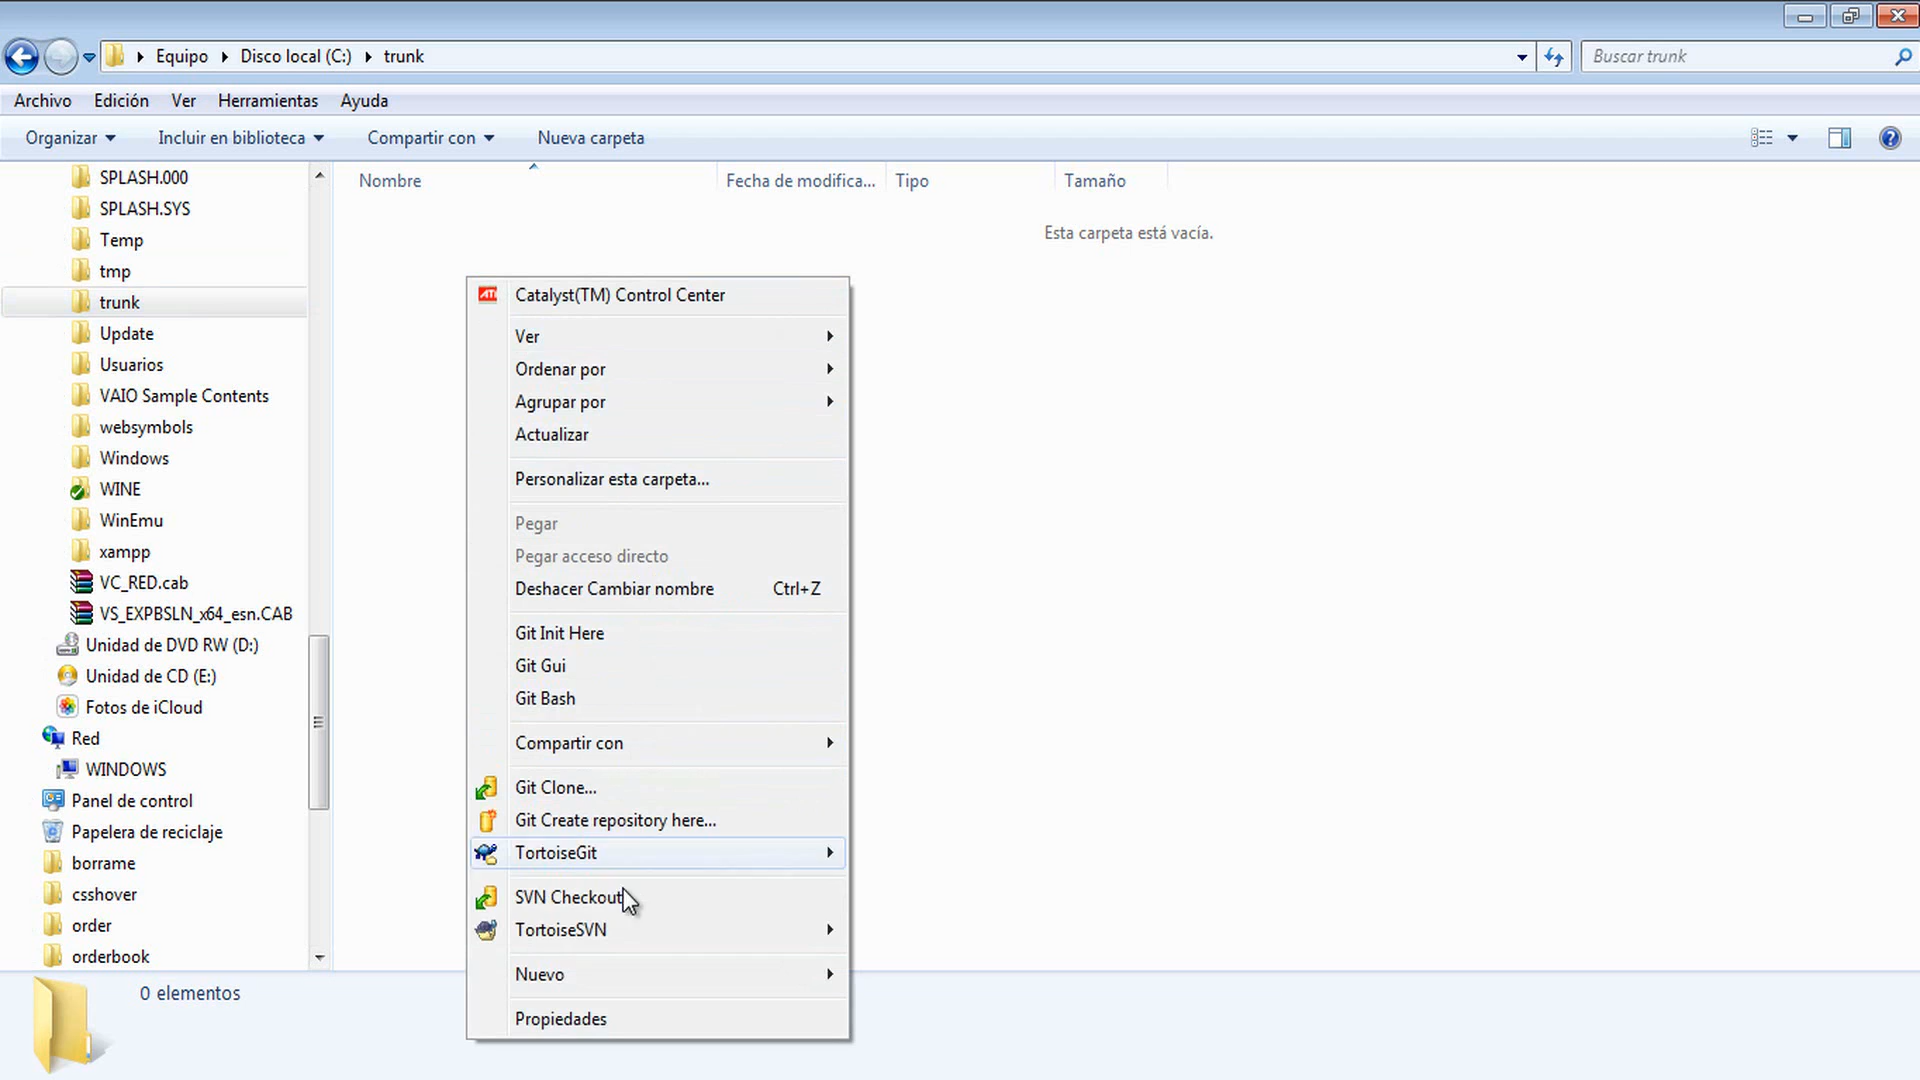 Equipo Disco local (C:) trunk
Buscar trunk
Archivo Edición Ver Herramientas Ayuda
Organizar Incluir en biblioteca Compartir con Nueva carpeta
SPLASH.000
SPLASH.SYS
Temp
tmp
trunk
Update
Usuarios
VAIO Sample Contents
websymbols
Windows
WINE
WinEmu
xampp
VC_RED.cab
VS_EXPBSLN_x64_esn.CAB
Unidad de DVD RW (D:)
Unidad de CD (E:)
Fotos de iCloud
Red
WINDOWS
Panel de control
Papelera de reciclaje
borrame
csshover
order
orderbook
Nombre Fecha de modifica... Tipo Tamaño
Esta carpeta está vacía.
ATI
Catalyst(TM) Control Center
Ver
Ordenar por
Agrupar por
Actualizar
Personalizar esta carpeta...
Pegar
Pegar acceso directo
Deshacer Cambiar nombre Ctrl+Z
Git Init Here
Git Gui
Git Bash
Compartir con
Git Clone...
Git Create repository here...
TortoiseGit
SVN Checkout
TortoiseSVN
Nuevo
Propiedades
0 elementos